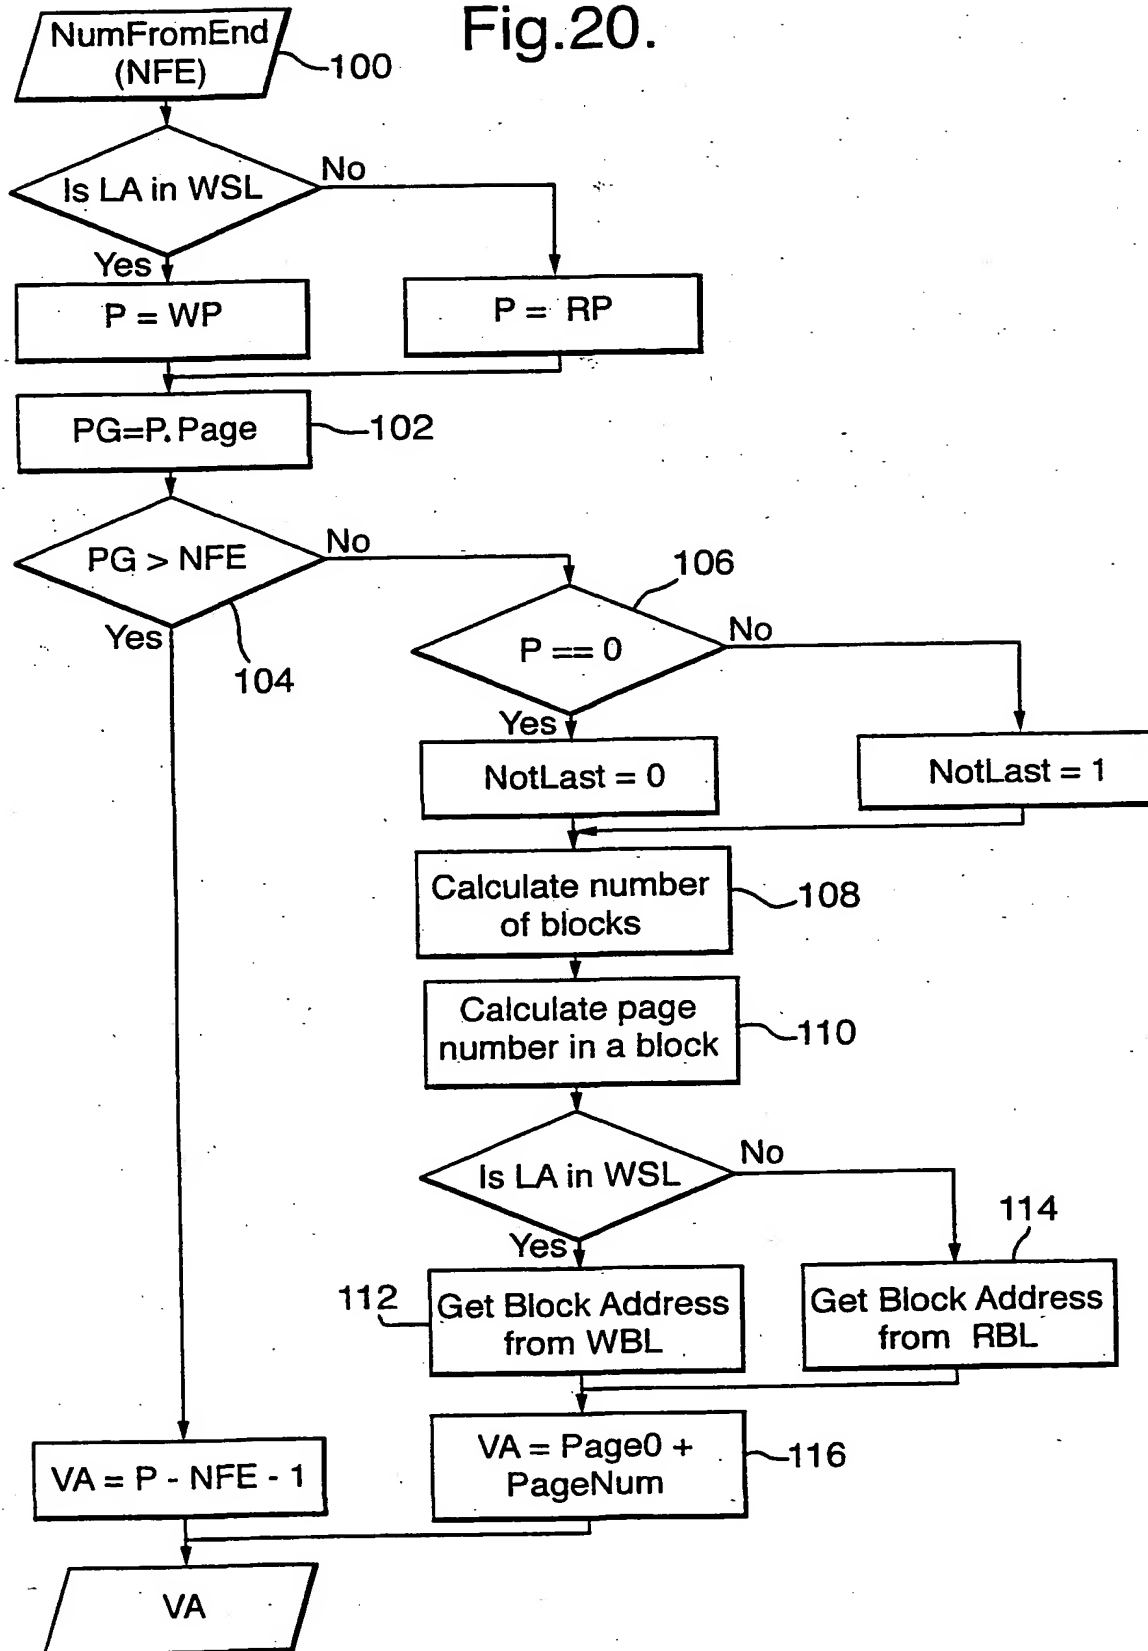 Fig.20.
NumFromEnd
(NFE)
100
Is LA in WSL
No
Yes
P = WP
P = RP
PG=P.Page
102
PG > NFE
No
Yes
104
106
P == 0
No
Yes
NotLast = 0
NotLast = 1
Calculate number
of blocks
108
Calculate page
number in a block
110
Is LA in WSL
No
Yes
114
112
Get Block Address
from WBL
Get Block Address
from RBL
VA = P - NFE - 1
VA = Page0 +
PageNum
116
VA